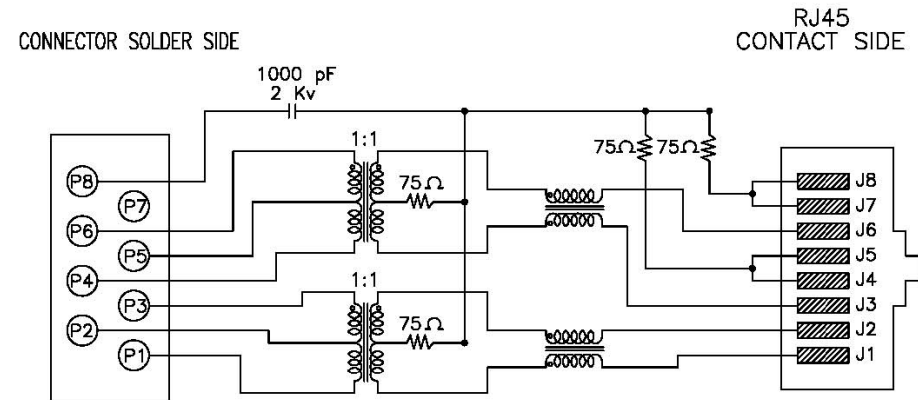 RJ45
CONNECTOR SOLDER SIDE
CONTACT SIDE
1000 pF
2 Kv
1:1
75Ω
75Ω
75Ω
P8
P7
P6
P5
P4
P3
P2
P1
1:1
75Ω
J8
J7
J6
J5
J4
J3
J2
J1